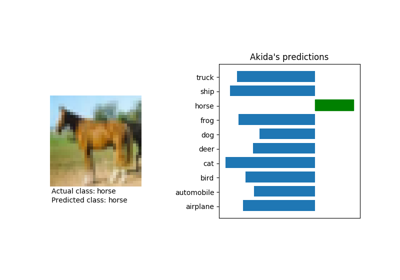 Akida's predictions
truck
ship
horse
frog
dog
deer
cat
bird
automobile
airplane
Actual class: horse
Predicted class: horse